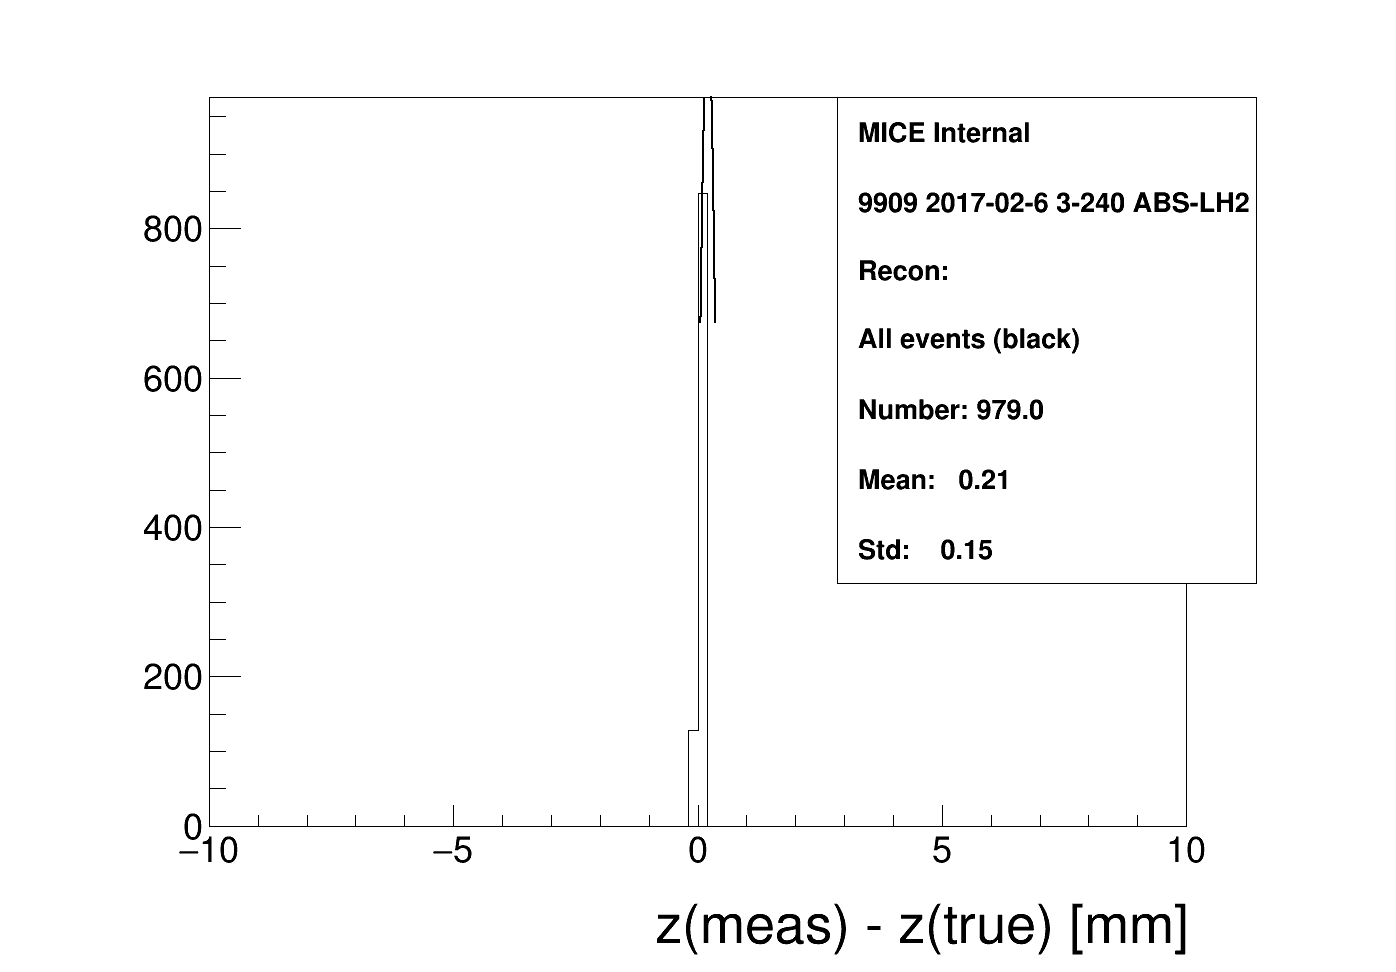 MICE Internal
9909 2017-02-6 3-240 ABS-LH2
Recon:
All events (black)
Number: 979.0
Mean: 0.21
Std: 0.15
800
600
400
200
0
−10 −5 0 5 10
z(meas) - z(true) [mm]